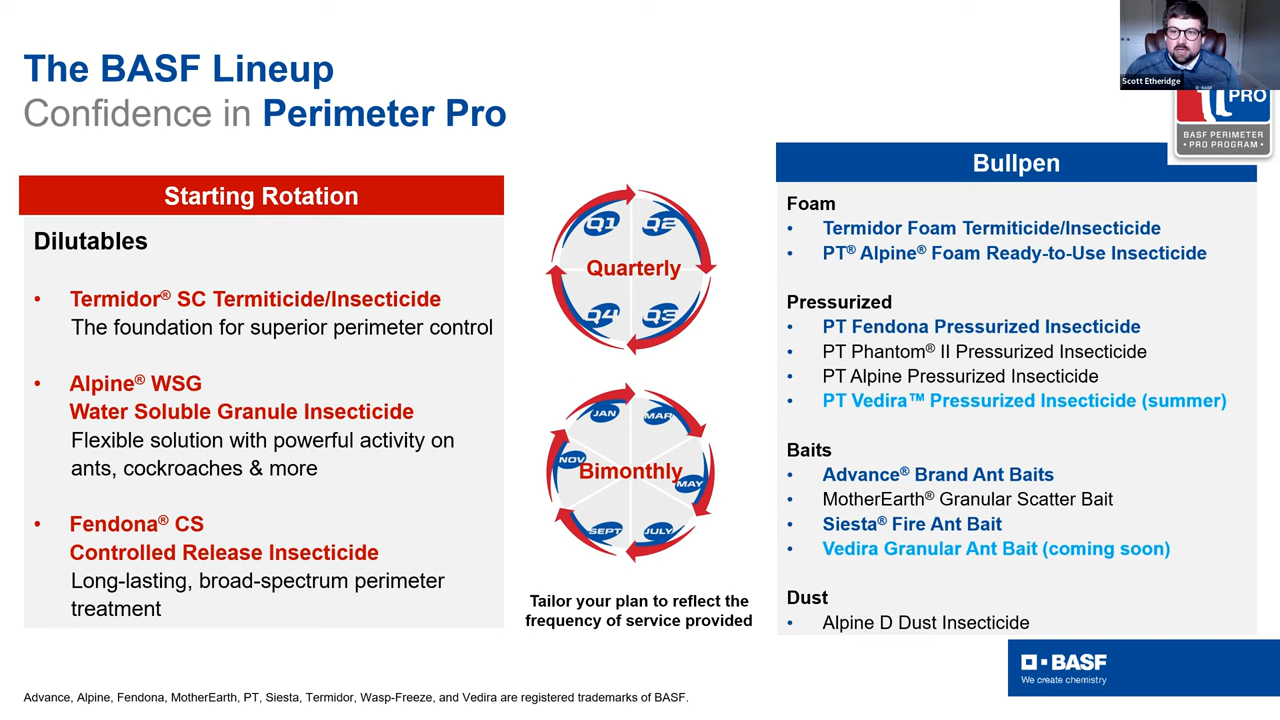 The BASF Lineup
Confidence in Perimeter Pro
Scott Etheridge
PRO
BASF PERIMETER
• PRO PROGRAM •
Starting Rotation
Dilutables
• Termidor® SC Termiticide/Insecticide
The foundation for superior perimeter control
• Alpine® WSG
Water Soluble Granule Insecticide
Flexible solution with powerful activity on
ants, cockroaches & more
• Fendona® CS
Controlled Release Insecticide
Long-lasting, broad-spectrum perimeter
treatment
Q1 Q2
Quarterly
Q4 Q3
JAN MAR
NOV
Bimonthly
MAY
SEPT JULY
Tailor your plan to reflect the
frequency of service provided
Bullpen
Foam
• Termidor Foam Termiticide/Insecticide
• PT® Alpine® Foam Ready-to-Use Insecticide
Pressurized
• PT Fendona Pressurized Insecticide
• PT Phantom® II Pressurized Insecticide
• PT Alpine Pressurized Insecticide
• PT Vedira™ Pressurized Insecticide (summer)
Baits
• Advance® Brand Ant Baits
• MotherEarth® Granular Scatter Bait
• Siesta® Fire Ant Bait
• Vedira Granular Ant Bait (coming soon)
Dust
• Alpine D Dust Insecticide
BASF
We create chemistry
Advance, Alpine, Fendona, MotherEarth, PT, Siesta, Termidor, Wasp-Freeze, and Vedira are registered trademarks of BASF.